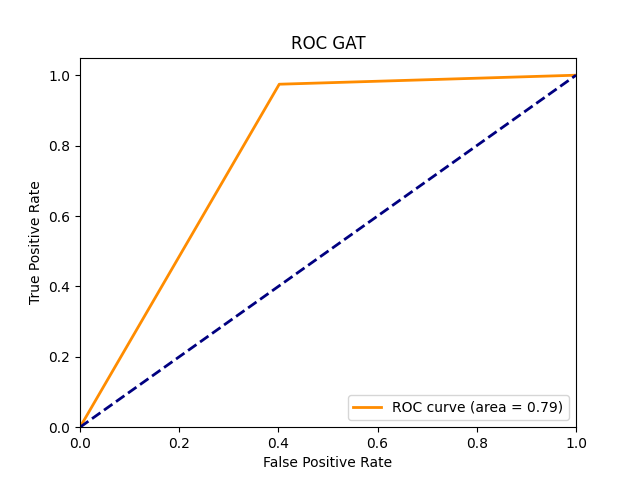 ROC GAT
1.0
0.8
0.6
0.4
0.2
0.0
True Positive Rate
0.0 0.2 0.4 0.6 0.8 1.0
False Positive Rate
ROC curve (area = 0.79)